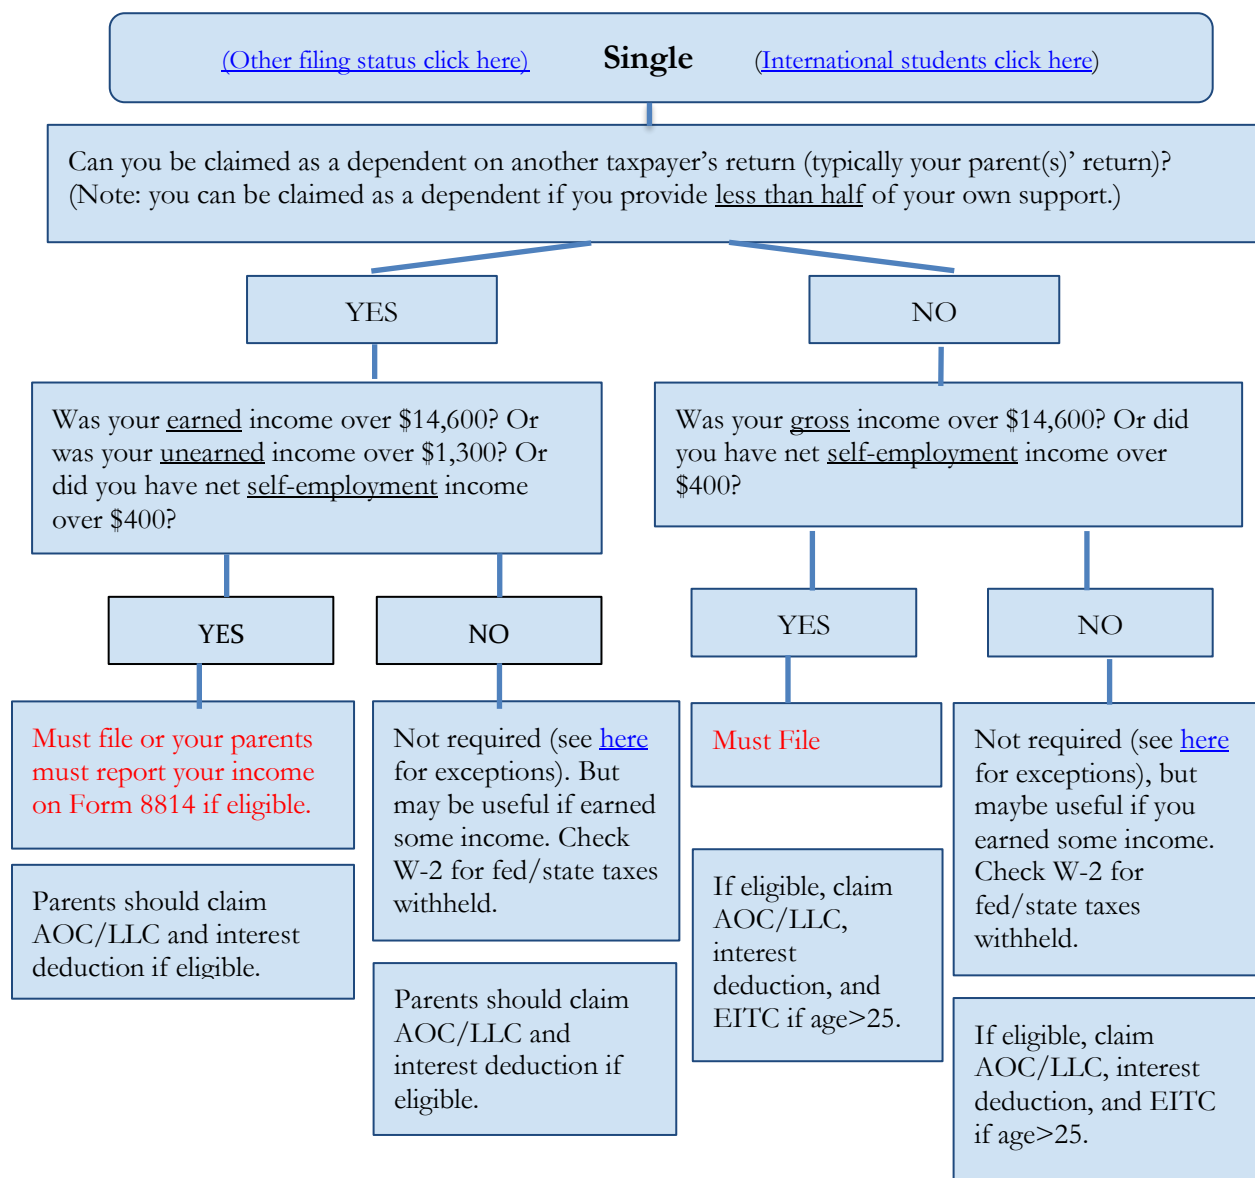 (Other filing status click here) Single (International students click here)
Can you be claimed as a dependent on another taxpayer’s return (typically your parent(s)’ return)?
(Note: you can be claimed as a dependent if you provide less than half of your own support.)
YES
NO
Was your earned income over $14,600? Or
was your unearned income over $1,300? Or
did you have net self-employment income
over $400?
Was your gross income over $14,600? Or did
you have net self-employment income over
$400?
YES
NO
YES
NO
Must file or your parents
must report your income
on Form 8814 if eligible.
Parents should claim
AOC/LLC and interest
deduction if eligible.
Not required (see here
for exceptions). But
may be useful if earned
some income. Check
W-2 for fed/state taxes
withheld.
Parents should claim
AOC/LLC and
interest deduction if
eligible.
Must File
If eligible, claim
AOC/LLC,
interest
deduction, and
EITC if age>25.
Not required (see here
for exceptions), but
maybe useful if you
earned some income.
Check W-2 for
fed/state taxes
withheld.
If eligible, claim
AOC/LLC, interest
deduction, and EITC
if age>25.